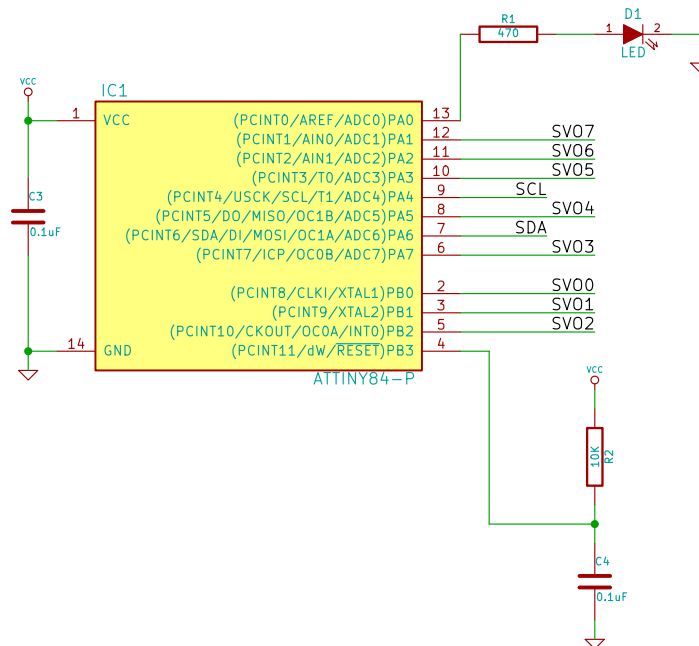 D1
R1
470
1
2
LED
VCC
IC1
1
VCC
(PCINT0/AREF/ADC0)PA0
13
(PCINT1/AIN0/ADC1)PA1
12
SVO7
(PCINT2/AIN1/ADC2)PA2
11
SVO6
(PCINT3/T0/ADC3)PA3
10
SVO5
(PCINT4/USCK/SCL/T1/ADC4)PA4
9
SCL
C3
(PCINT5/DO/MISO/OC1B/ADC5)PA5
8
SVO4
0.1uF
(PCINT6/SDA/DI/MOSI/OC1A/ADC6)PA6
7
SDA
(PCINT7/ICP/OC0B/ADC7)PA7
6
SVO3
(PCINT8/CLKI/XTAL1)PB0
2
SVO0
(PCINT9/XTAL2)PB1
3
SVO1
(PCINT10/CKOUT/OC0A/INT0)PB2
5
SVO2
14
GND
(PCINT11/dW/RESET)PB3
4
ATTINY84-P
VCC
10K
R2
C4
0.1uF